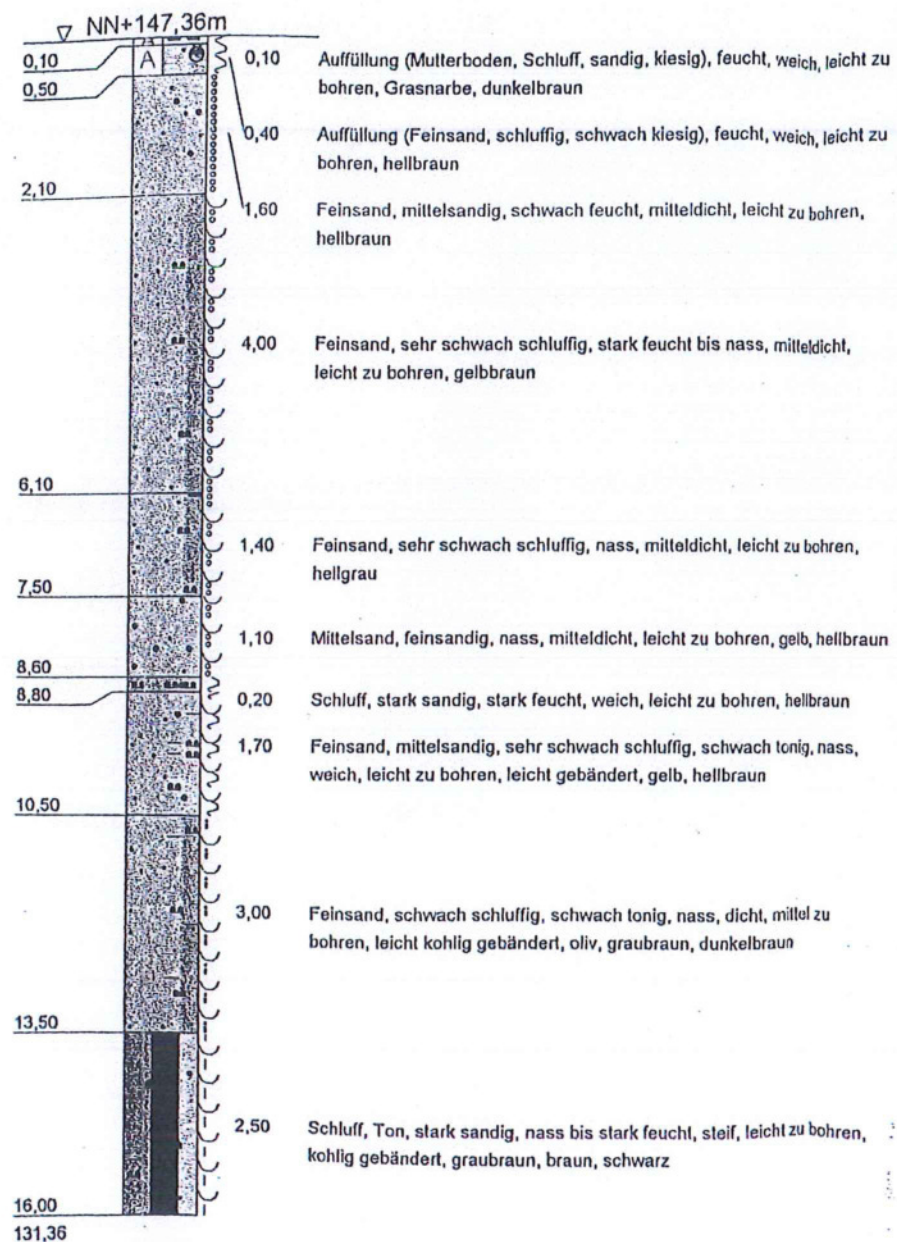 NN+147,36m
0,10
A
0,50
0,10 Auffüllung (Mutterboden, Schluff, sandig, kiesig), feucht, weich, leicht zu
bohren, Grasnarbe, dunkelbraun
0,40 Auffüllung (Feinsand, schluffig, schwach kiesig), feucht, weich, leicht zu
bohren, hellbraun
2,10
1,60 Feinsand, mittelsandig, schwach feucht, mitteldicht, leicht zu bohren,
hellbraun
4,00 Feinsand, sehr schwach schluffig, stark feucht bis nass, mitteldicht,
leicht zu bohren, gelbbraun
6,10
1,40 Feinsand, sehr schwach schluffig, nass, mitteldicht, leicht zu bohren,
hellgrau
7,50
1,10 Mittelsand, feinsandig, nass, mitteldicht, leicht zu bohren, gelb, hellbraun
8,60
8,80
0,20 Schluff, stark sandig, stark feucht, weich, leicht zu bohren, hellbraun
1,70 Feinsand, mittelsandig, sehr schwach schluffig, schwach tonig, nass,
weich, leicht zu bohren, leicht gebändert, gelb, hellbraun
10,50
3,00 Feinsand, schwach schluffig, schwach tonig, nass, dicht, mittel zu
bohren, leicht kohlig gebändert, oliv, graubraun, dunkelbraun
13,50
2,50 Schluff, Ton, stark sandig, nass bis stark feucht, steif, leicht zu bohren,
kohlig gebändert, graubraun, braun, schwarz
16,00
131,36